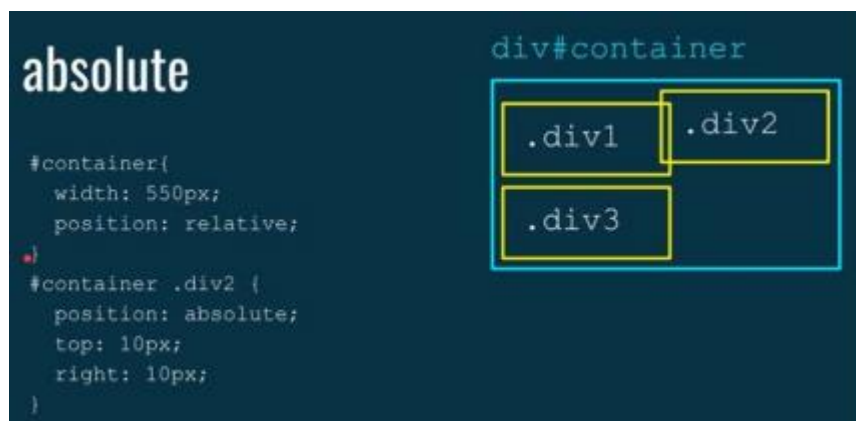 absolute
#container{
width: 550px;
position: relative;
}
#container .div2 {
position: absolute;
top: 10px;
right: 10px;
}
div#container
.div1
.div2
.div3